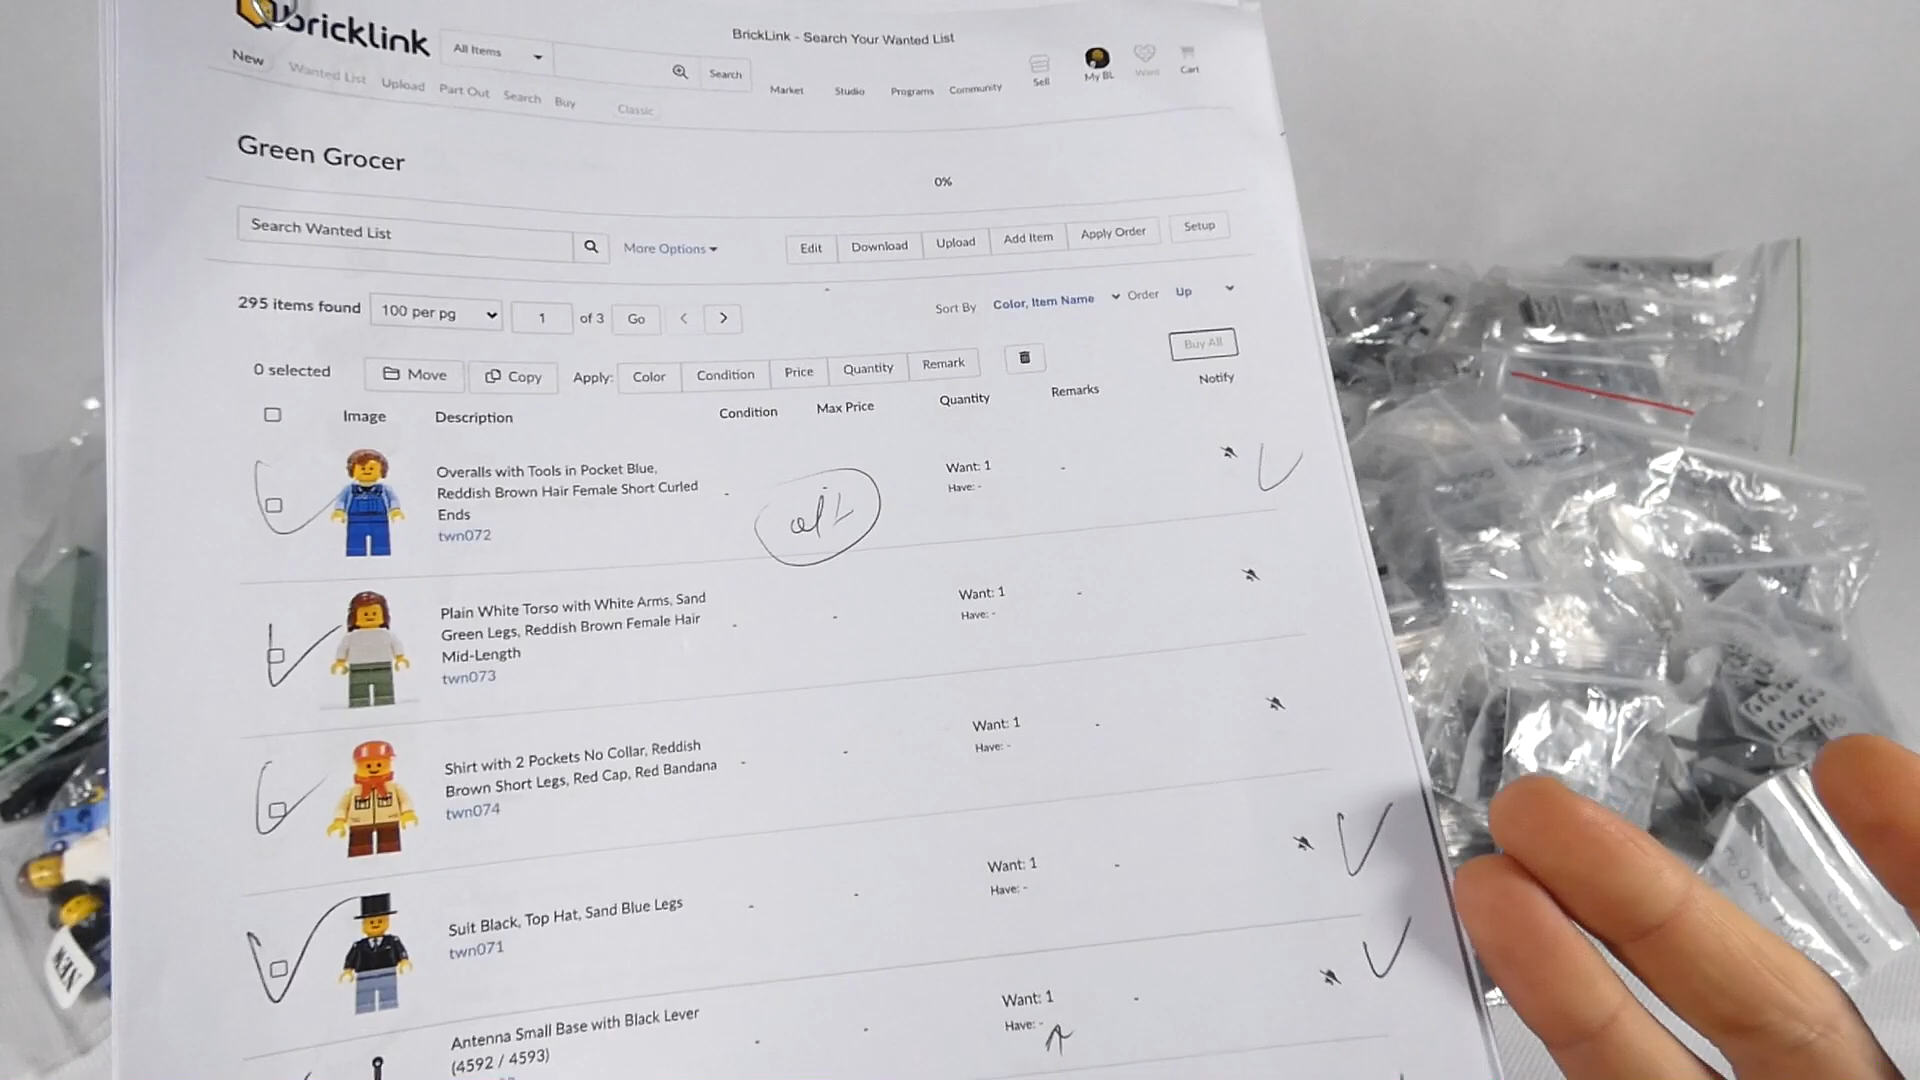 bricklink
All Items
Search
BrickLink - Search Your Wanted List
Market
Studio
Programs
Community
Sell
My BL
Want
Cart
New
Wanted List
Upload
Part Out
Search
Buy
Classic
Green Grocer
0%
Search Wanted List
More Options
Edit
Download
Upload
Add Item
Apply Order
Setup
295 items found
100 per pg
1
of 3
Go
Sort By
Color, Item Name
Order
Up
Buy All
0 selected
Move
Copy
Apply:
Color
Condition
Price
Quantity
Remark
Image
Description
Condition
Max Price
Quantity
Remarks
Notify
Overalls with Tools in Pocket Blue,
Reddish Brown Hair Female Short Curled
Ends
twn072
-
Want: 1
Have: -
-
Plain White Torso with White Arms, Sand
Green Legs, Reddish Brown Female Hair
Mid-Length
twn073
-
-
Want: 1
Have: -
-
Shirt with 2 Pockets No Collar, Reddish
Brown Short Legs, Red Cap, Red Bandana
twn074
-
-
Want: 1
Have: -
-
Suit Black, Top Hat, Sand Blue Legs
twn071
-
-
Want: 1
Have: -
-
Antenna Small Base with Black Lever
(4592 / 4593)
-
-
Want: 1
Have: -
-
NEW